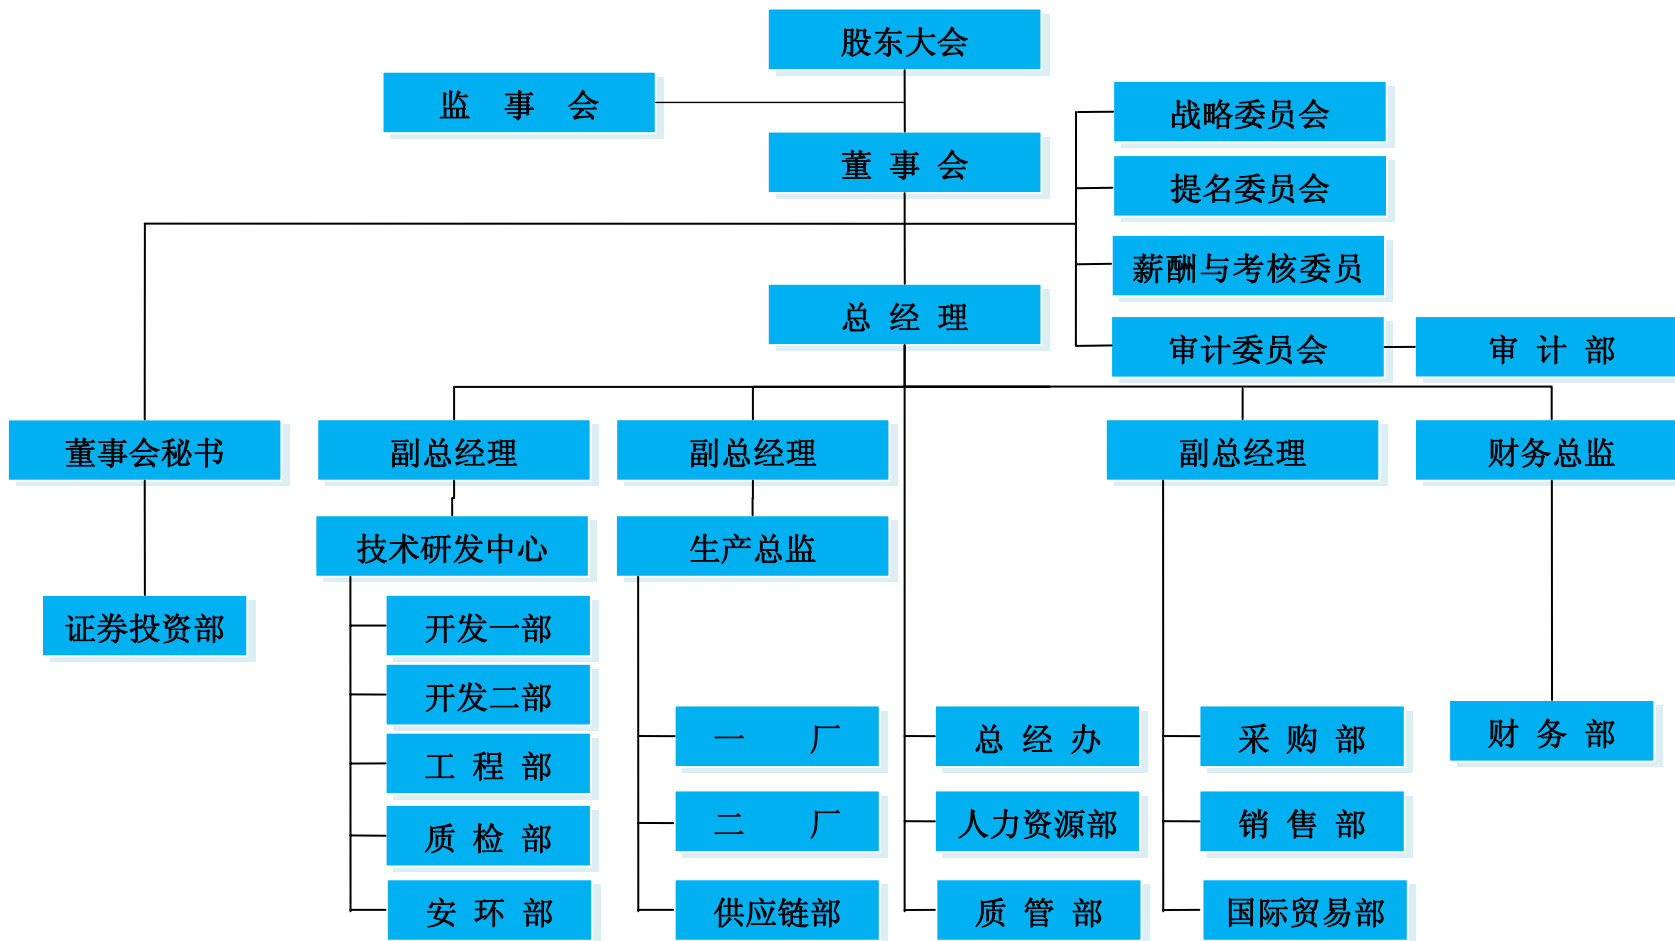 股东大会
监 事 会
战略委员会
董 事 会
提名委员会
薪酬与考核委员
总 经 理
审计委员会
审 计 部
董事会秘书
副总经理
副总经理
副总经理
财务总监
技术研发中心
生产总监
证券投资部
开发一部
开发二部
工 程 部
质 检 部
安 环 部
一 厂
二 厂
供应链部
总 经 办
人力资源部
质 管 部
采 购 部
销 售 部
国际贸易部
财 务 部